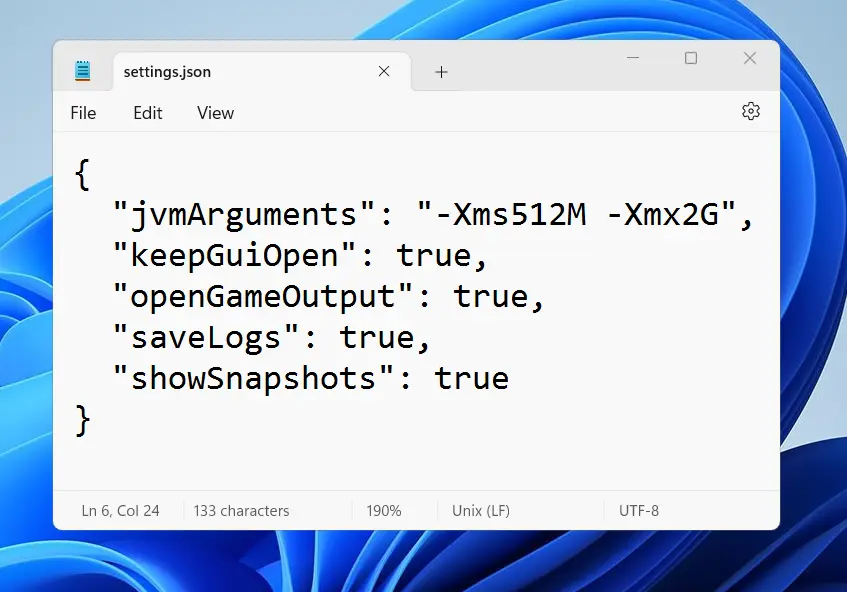 settings.json
File Edit View
{
  "jvmArguments": "-Xms512M -Xmx2G",
  "keepGuiOpen": true,
  "openGameOutput": true,
  "saveLogs": true,
  "showSnapshots": true
}
Ln 6, Col 24 133 characters 190% Unix (LF) UTF-8